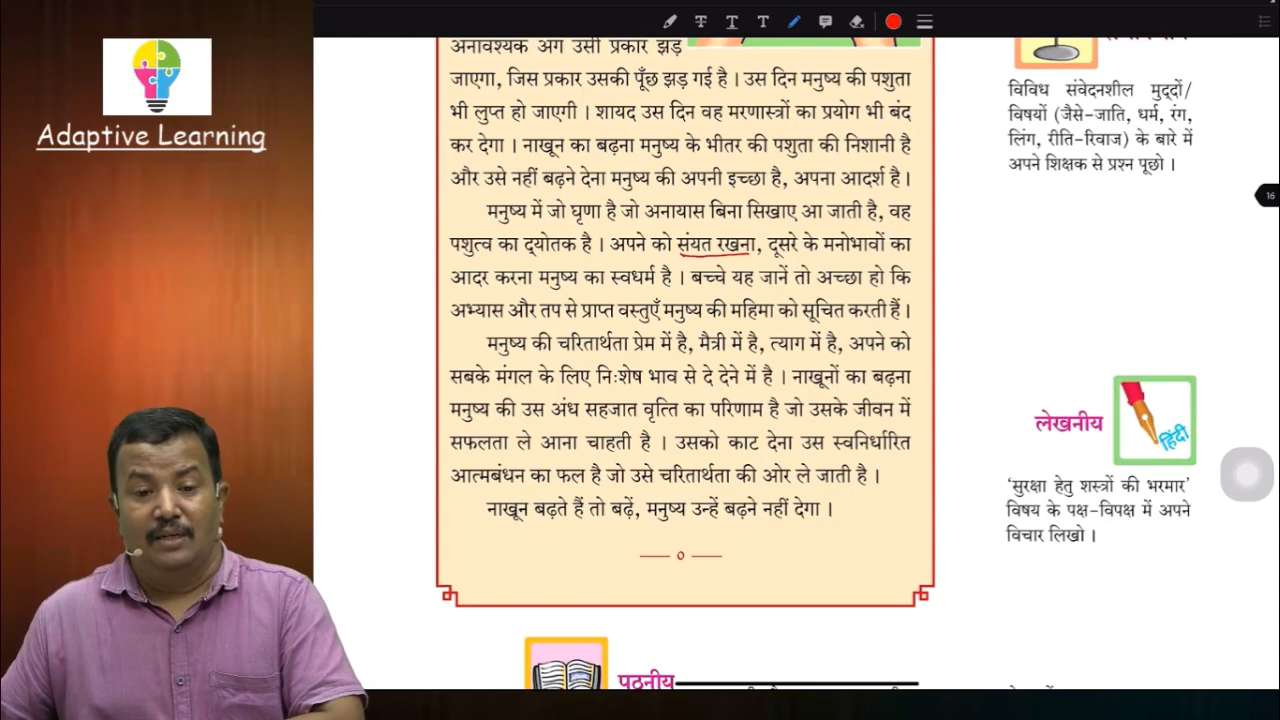 Adaptive Learning
अनावश्यक अंग उसी प्रकार झड़
जाएगा, जिस प्रकार उसकी पूँछ झड़ गई है । उस दिन मनुष्य की पशुता
भी लुप्त हो जाएगी । शायद उस दिन वह मरणास्त्रों का प्रयोग भी बंद
कर देगा । नाखून का बढ़ना मनुष्य के भीतर की पशुता की निशानी है
और उसे नहीं बढ़ने देना मनुष्य की अपनी इच्छा है, अपना आदर्श है ।
मनुष्य में जो घृणा है जो अनायास बिना सिखाए आ जाती है, वह
पशुत्व का द्‌योतक है । अपने को संयत रखना, दूसरे के मनोभावों का
आदर करना मनुष्य का स्वधर्म है । बच्चे यह जानें तो अच्छा हो कि
अभ्यास और तप से प्राप्त वस्तुएँ मनुष्य की महिमा को सूचित करती हैं ।
मनुष्य की चरितार्थता प्रेम में है, मैत्री में है, त्याग में है, अपने को
सबके मंगल के लिए निःशेष भाव से दे देने में है । नाखूनों का बढ़ना
मनुष्य की उस अंध सहजात वृत्ति का परिणाम है जो उसके जीवन में
सफलता ले आना चाहती है । उसको काट देना उस स्वनिर्धारित
आत्मबंधन का फल है जो उसे चरितार्थता की ओर ले जाती है ।
नाखून बढ़ते हैं तो बढ़ें, मनुष्य उन्हें बढ़ने नहीं देगा ।
—— ० ——
विविध संवेदनशील मुद्‌दों/
विषयों (जैसे-जाति, धर्म, रंग,
लिंग, रीति-रिवाज) के बारे में
अपने शिक्षक से प्रश्न पूछो ।
16
लेखनीय
हिंदी
‘सुरक्षा हेतु शस्त्रों की भरमार’
विषय के पक्ष-विपक्ष में अपने
विचार लिखो ।
पठनीय